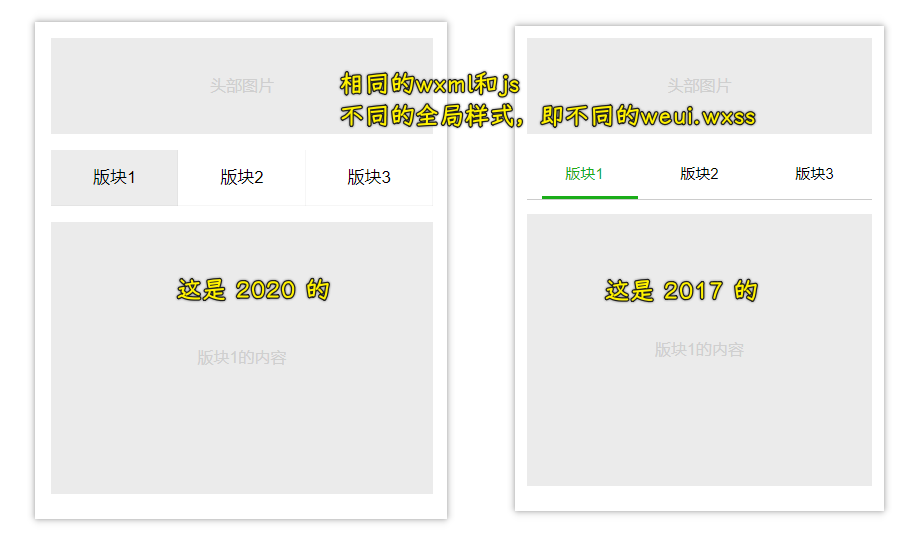 头部图片
头部图片
相同的wxml和js
不同的全局样式，即不同的weui.wxss
版块1 版块2 版块3
版块1 版块2 版块3
这是 2020 的
这是 2017 的
版块1的内容
版块1的内容